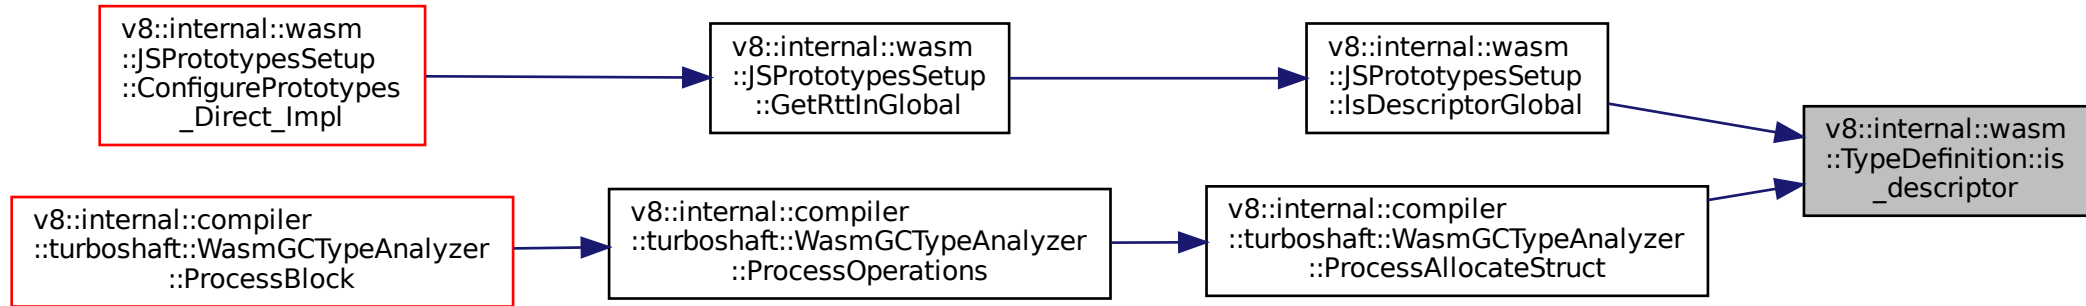 v8::internal::wasm
::JSPrototypesSetup
::ConfigurePrototypes
_Direct_Impl
v8::internal::wasm
::JSPrototypesSetup
::GetRttInGlobal
v8::internal::wasm
::JSPrototypesSetup
::IsDescriptorGlobal
v8::internal::wasm
::TypeDefinition::is
_descriptor
v8::internal::compiler
::turboshaft::WasmGCTypeAnalyzer
::ProcessBlock
v8::internal::compiler
::turboshaft::WasmGCTypeAnalyzer
::ProcessOperations
v8::internal::compiler
::turboshaft::WasmGCTypeAnalyzer
::ProcessAllocateStruct